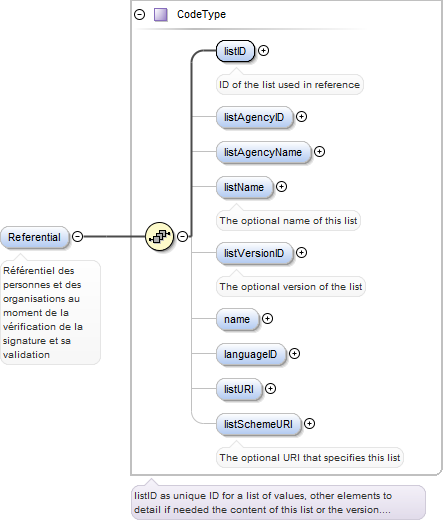 CodeType
listID
ID of the list used in reference
listAgencyID
listAgencyName
listName
The optional name of this list
Referential
Référentiel des
personnes et des
organisations au
moment de la
vérification de la
signature et sa
validation
listVersionID
The optional version of the list
name
languageID
listURI
listSchemeURI
The optional URI that specifies this list
listID as unique ID for a list of values, other elements to
detail if needed the content of this list or the version....